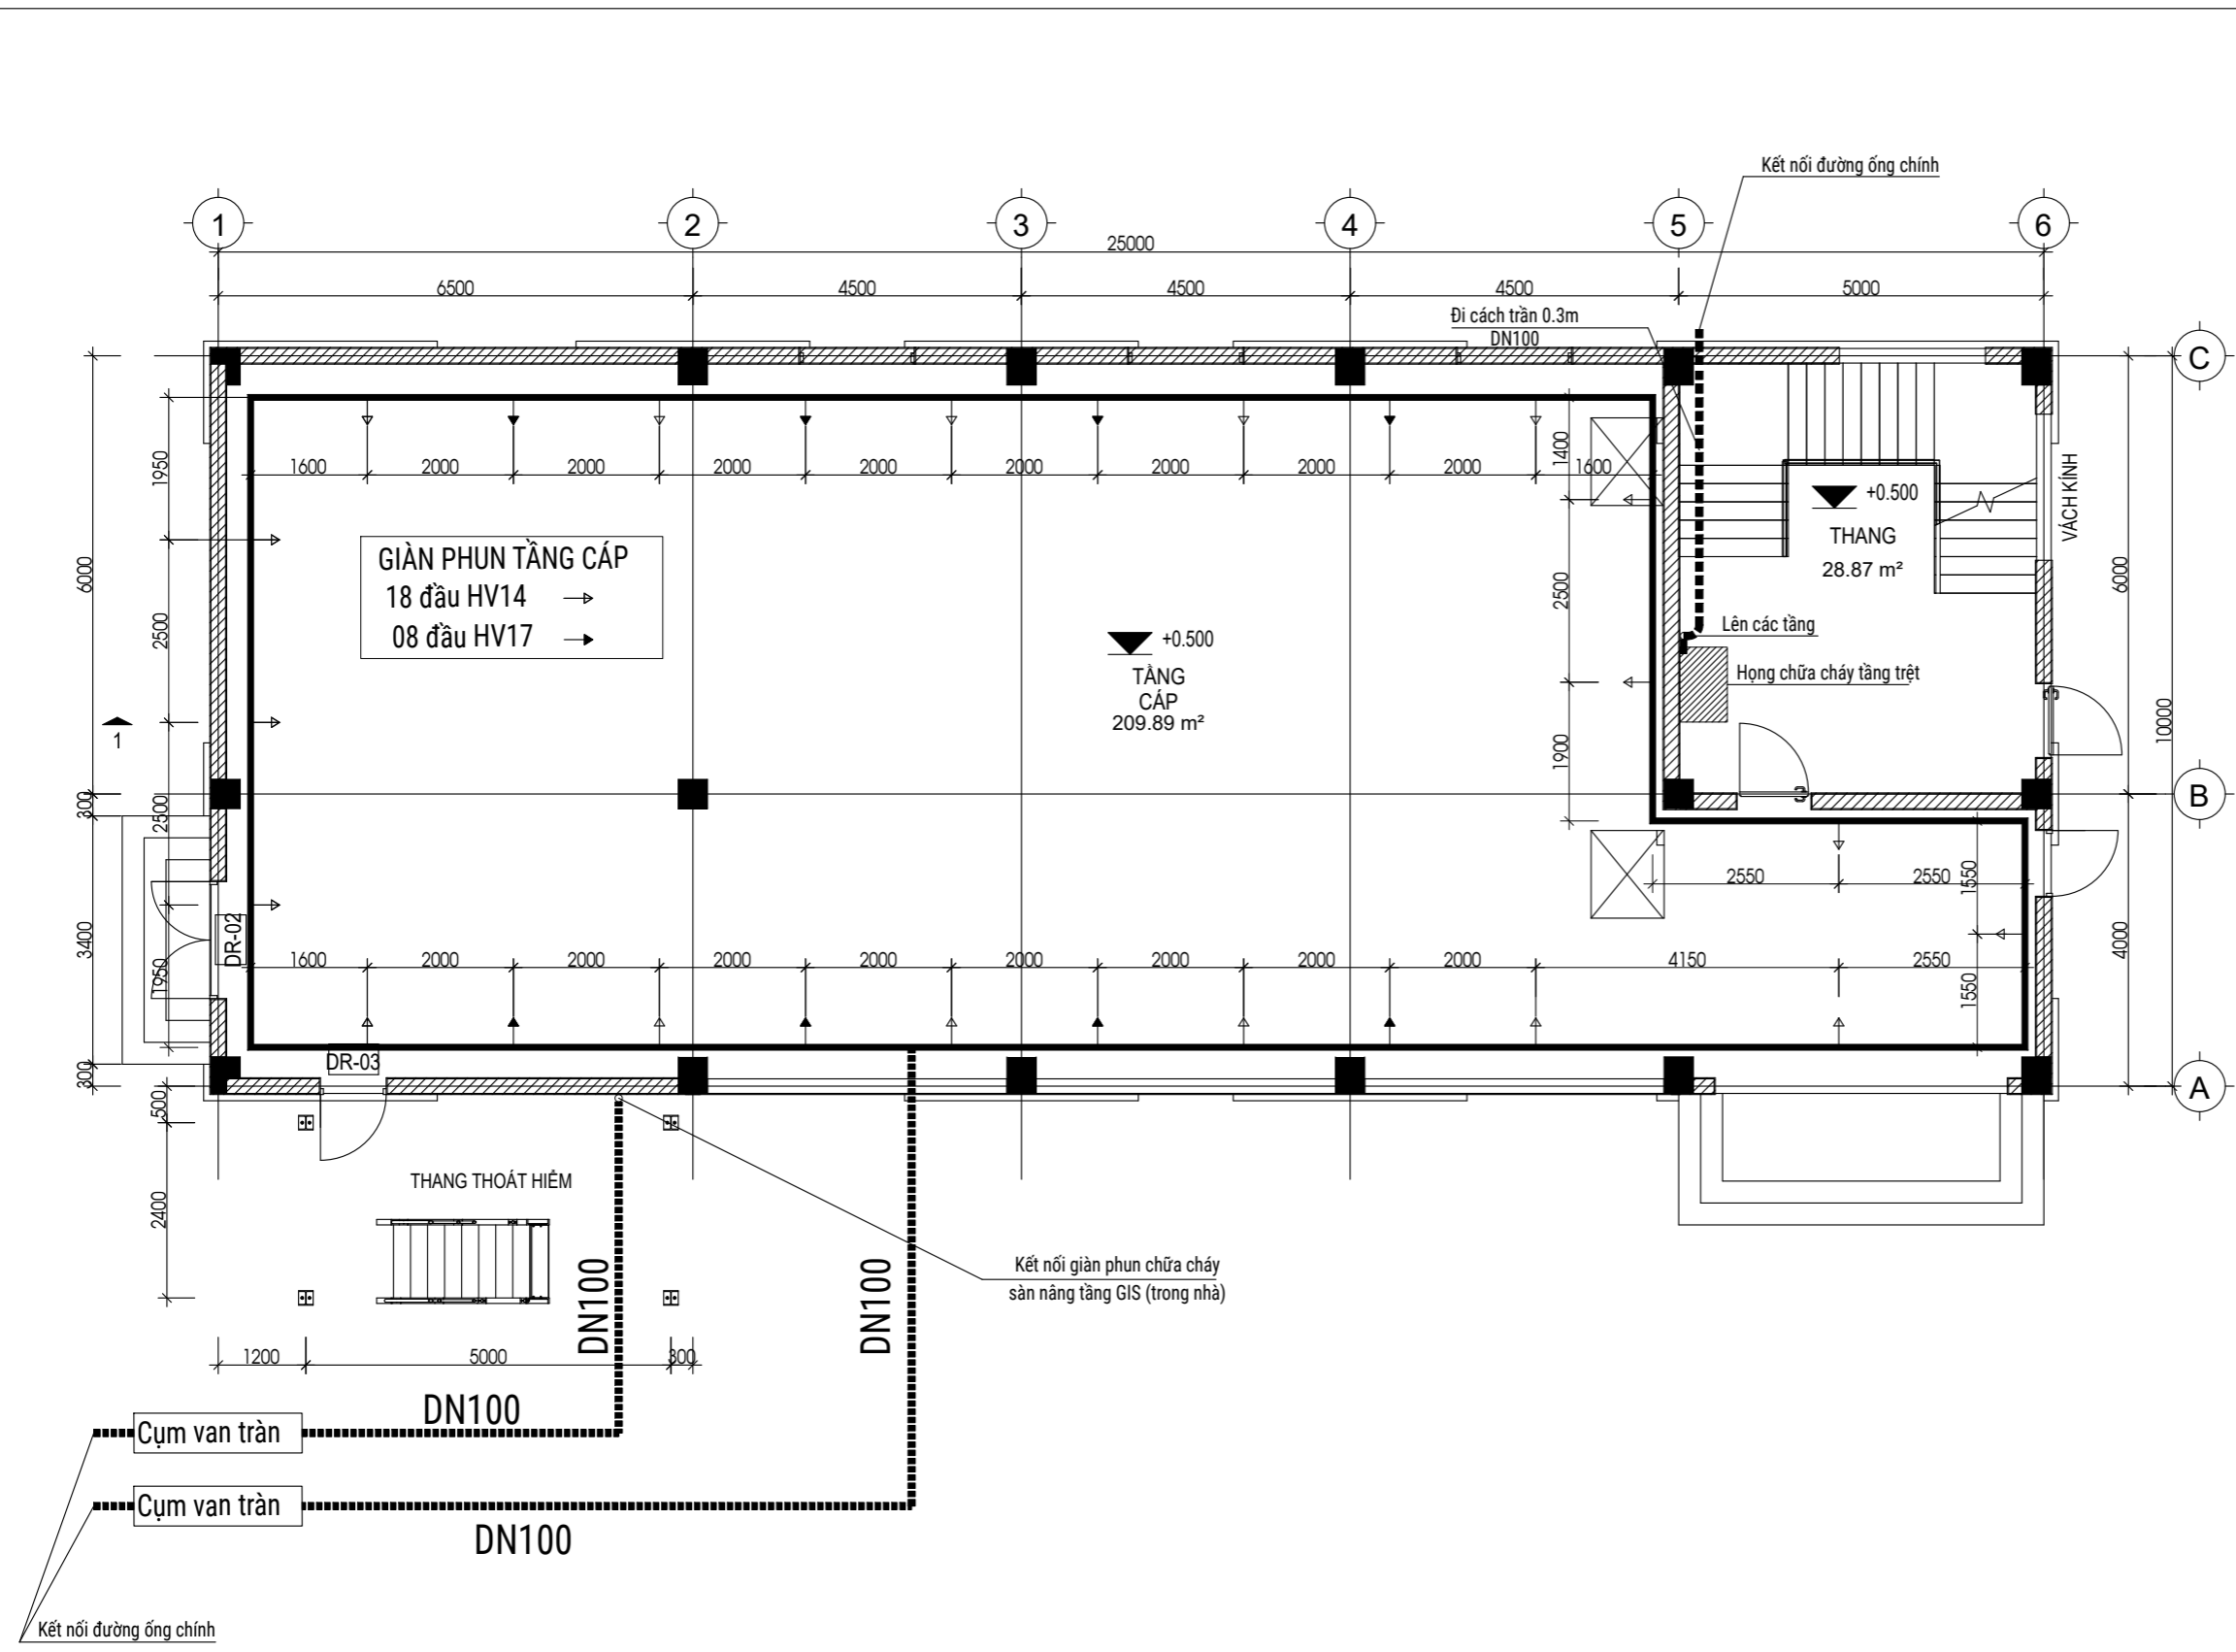 Kết nối đường ống chính
1
2
3
4
5
6
25000
6500
4500
4500
4500
5000
Đi cách trần 0.3m
DN100
C
1950
1600
2000
2000
2000
2000
2000
2000
2000
2000
1600
1400
VÁCH KÍNH
+0.500
THANG
28.87 m²
GIÀN PHUN TẦNG CÁP
18 đầu HV14
08 đầu HV17
6000
2500
2500
6000
+0.500
TẦNG
CÁP
209.89 m²
Lên các tầng
Họng chữa cháy tầng trệt
1
1900
10000
300
2500
B
2550
2550
1550
3400
DR-02
1950
1600
2000
2000
2000
2000
2000
2000
2000
2000
4150
2550
1550
4000
300
DR-03
A
500
2400
THANG THOÁT HIỂM
DN100
DN100
Kết nối giàn phun chữa cháy
sàn nâng tầng GIS (trong nhà)
1200
5000
300
DN100
Cụm van tràn
Cụm van tràn
DN100
Kết nối đường ống chính